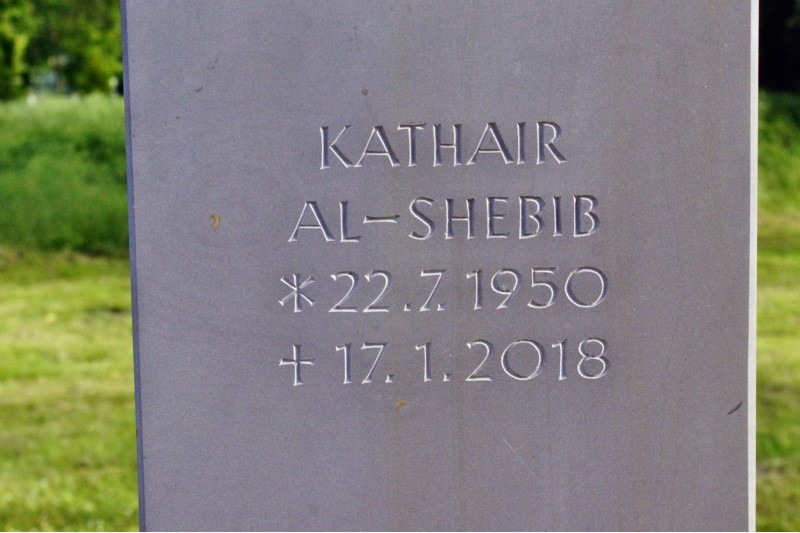 KATHAIR
AL-SHEBIB
* 22.7.1950
† 17.1.2018